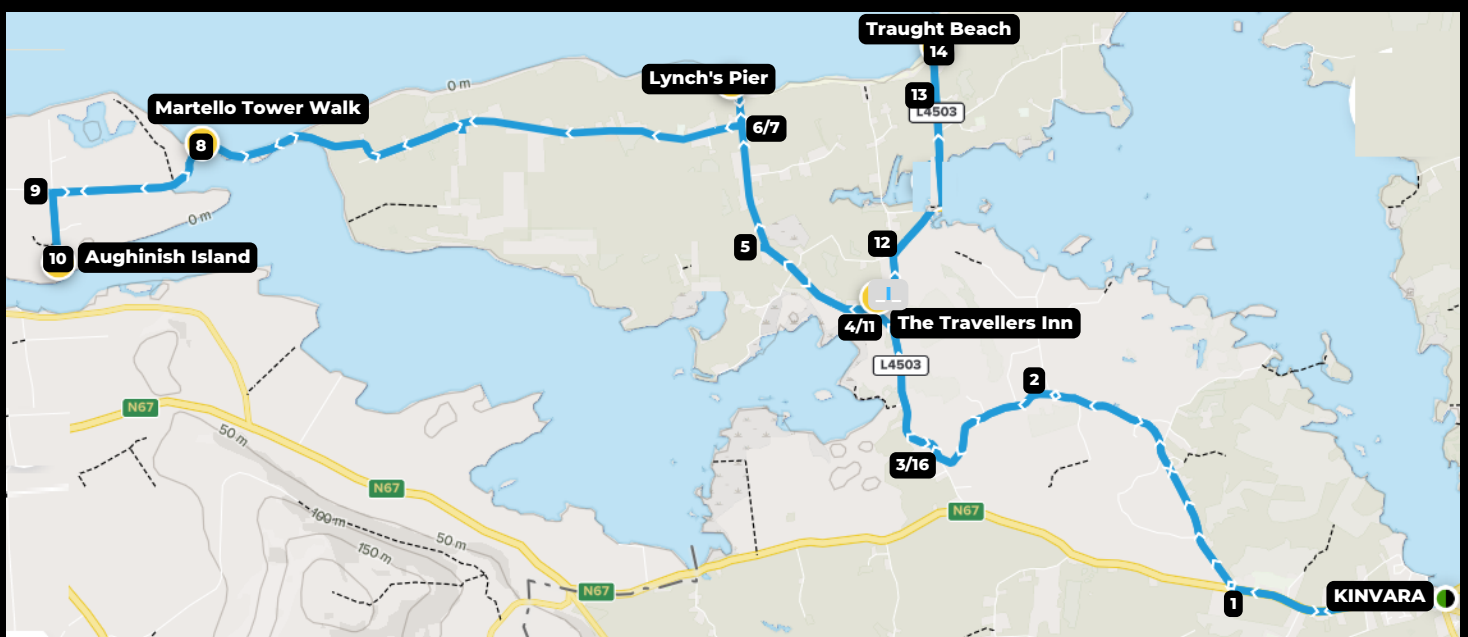 Traught Beach
14
Lynch's Pier
0 m
13
L4503
Martello Tower Walk
6/7
8
9
0 m
12
5
10 Aughinish Island
4/11 The Travellers Inn
L4503
2
N67
50 m
3/16
N67
N67
100 m
50 m
150 m
N67
KINVARA
1